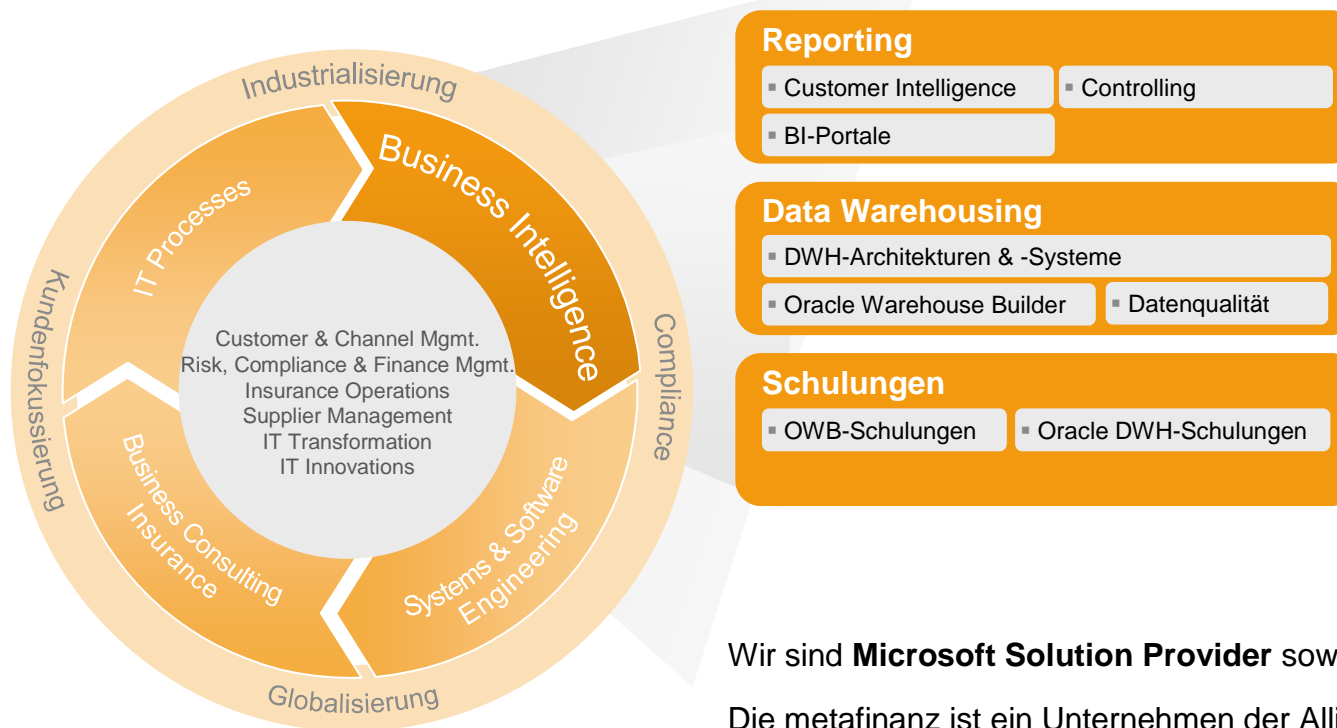 Industrialisierung
Kundenfokussierung
Compliance
Globalisierung
IT Processes
Business Intelligence
Business Consulting
Insurance
Systems & Software
Engineering
Customer & Channel Mgmt.
Risk, Compliance & Finance Mgmt.
Insurance Operations
Supplier Management
IT Transformation
IT Innovations
Reporting
▪ Customer Intelligence ▪ Controlling
▪ BI-Portale
Data Warehousing
▪ DWH-Architekturen & -Systeme
▪ Oracle Warehouse Builder ▪ Datenqualität
Schulungen
▪ OWB-Schulungen ▪ Oracle DWH-Schulungen
Wir sind Microsoft Solution Provider sow
Die metafinanz ist ein Unternehmen der Alli